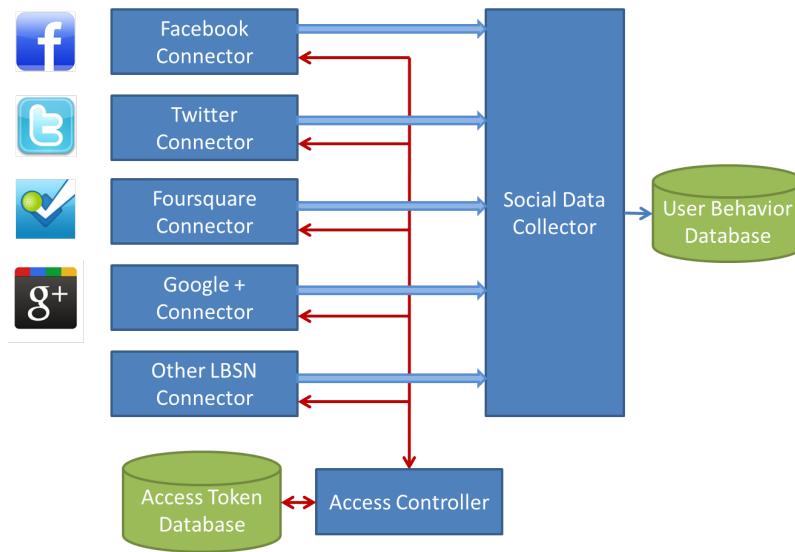 f
Facebook
Connector
t
Twitter
Connector
Foursquare
Connector
g+
Google +
Connector
Other LBSN
Connector
Social Data
Collector
User Behavior
Database
Access Token
Database
Access Controller